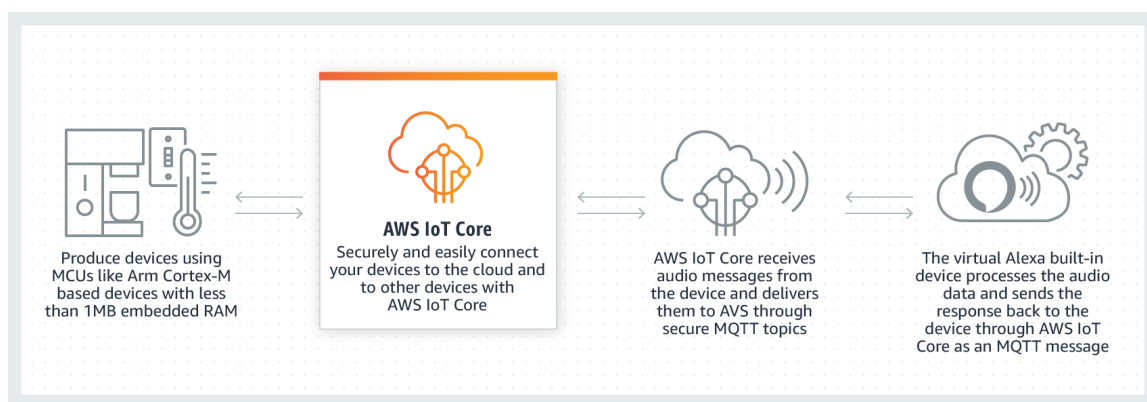 Produce devices using
MCUs like Arm Cortex-M
based devices with less
than 1MB embedded RAM
AWS IoT Core
Securely and easily connect
your devices to the cloud and
to other devices with
AWS IoT Core
AWS IoT Core receives
audio messages from
the device and delivers
them to AVS through
secure MQTT topics
The virtual Alexa built-in
device processes the audio
data and sends the
response back to the
device through AWS IoT
Core as an MQTT message